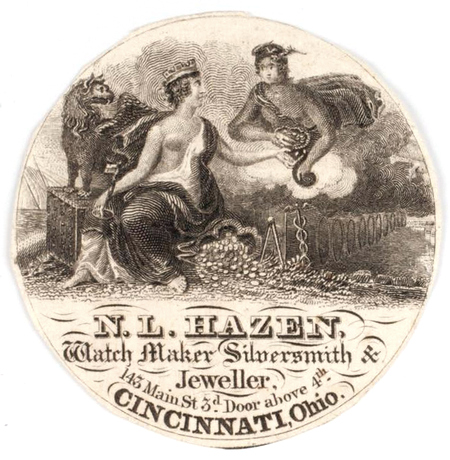 N. L. HAZEN,
Watch Maker Silversmith &
Jeweller,
143 Main St 3d. Door above 4th.
CINCINNATI, Ohio.